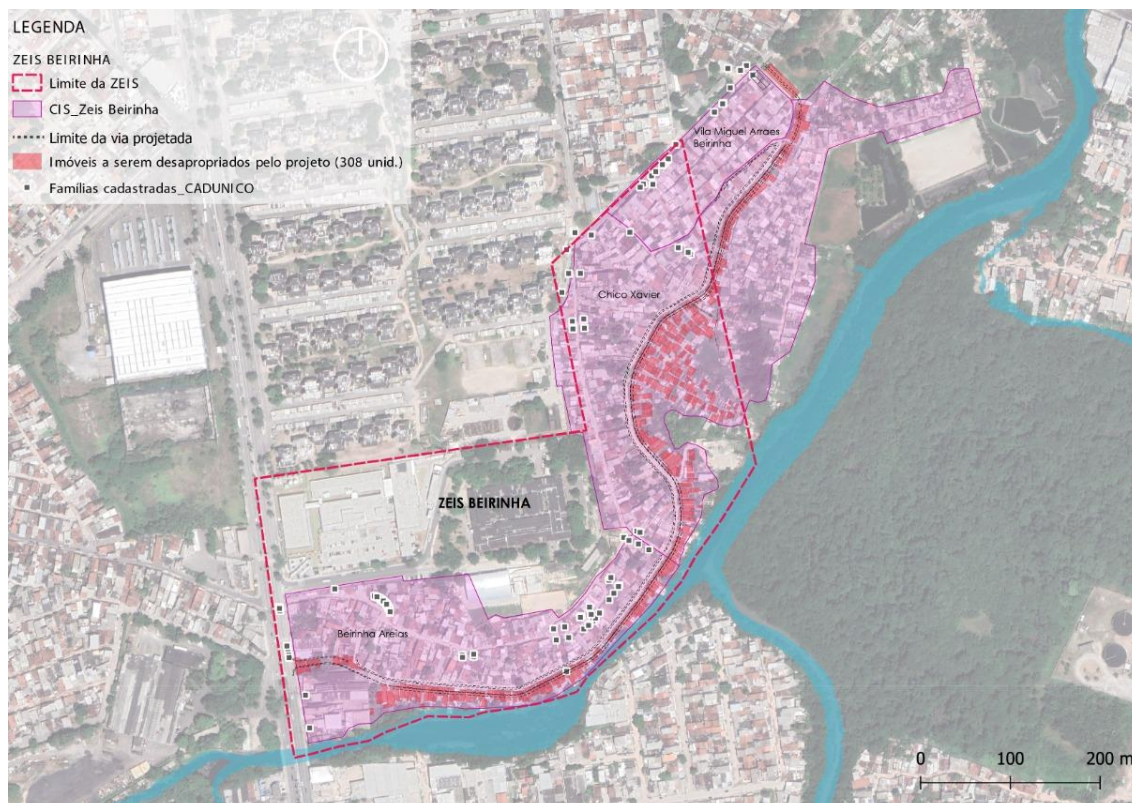 LEGENDA
ZEIS BEIRINHA
Limite da ZEIS
CIS_Zeis Beirinha
Limite da via projetada
Imóveis a serem desapropriados pelo projeto (308 unid.)
Famílias cadastradas_CADUNICO
Vila Miguel Arraes
Beirinha
Chico Xavier
ZEIS BEIRINHA
Beirinha Areias
0 100 200 m